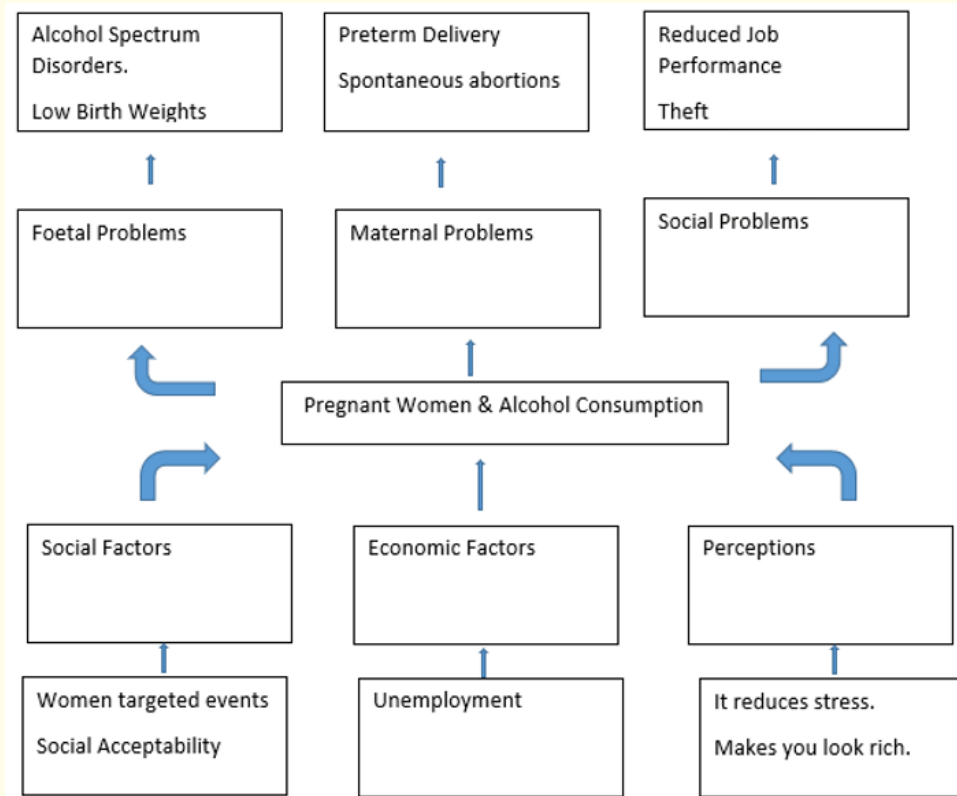 Alcohol Spectrum
Disorders.
Low Birth Weights
Preterm Delivery
Spontaneous abortions
Reduced Job
Performance
Theft
Foetal Problems
Maternal Problems
Social Problems
Pregnant Women & Alcohol Consumption
Social Factors
Economic Factors
Perceptions
Women targeted events
Social Acceptability
Unemployment
It reduces stress.
Makes you look rich.